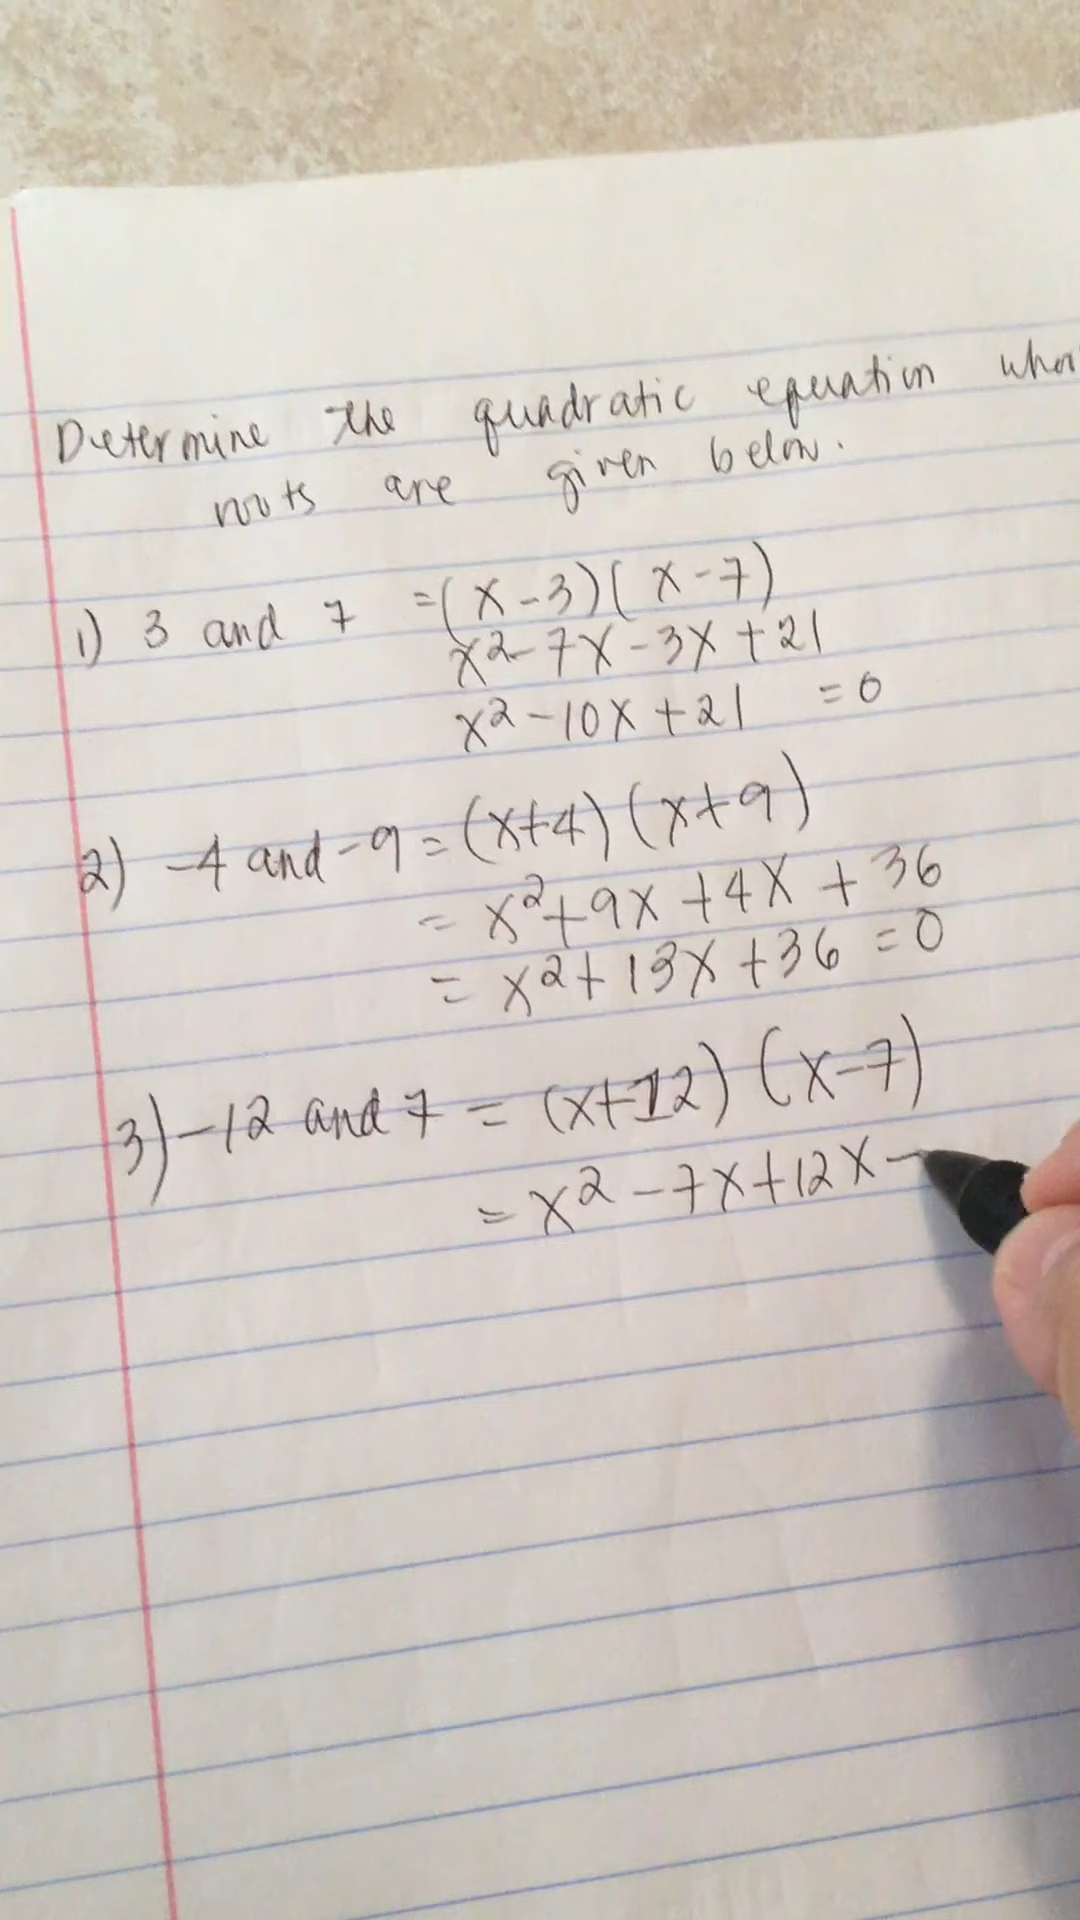 Determine the quadratic equation
roots are given below.
1) 3 and 7 =(x-3)(x-7)
x²-7x-3x+21
x²-10x+21 =0
2) -4 and -9 = (x+4)(x+9)
= x²+9x+4x+36
= x²+13x+36 =0
3) -12 and 7 = (x+12)(x-7)
= x²-7x+12x-